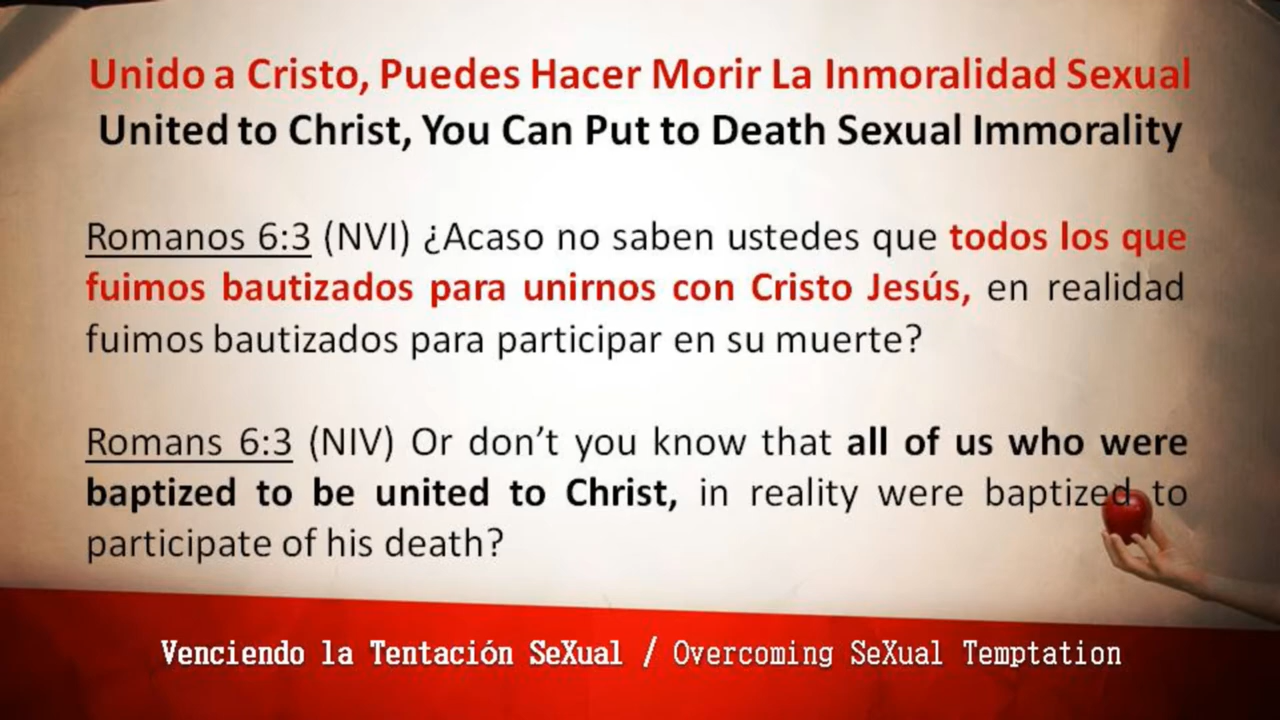 Unido a Cristo, Puedes Hacer Morir La Inmoralidad Sexual
United to Christ, You Can Put to Death Sexual Immorality
Romanos 6:3 (NVI) ¿Acaso no saben ustedes que todos los que
fuimos bautizados para unirnos con Cristo Jesús, en realidad
fuimos bautizados para participar en su muerte?
Romans 6:3 (NIV) Or don’t you know that all of us who were
baptized to be united to Christ, in reality were baptized to
participate of his death?
Venciendo la Tentación SeXual / Overcoming SeXual Temptation